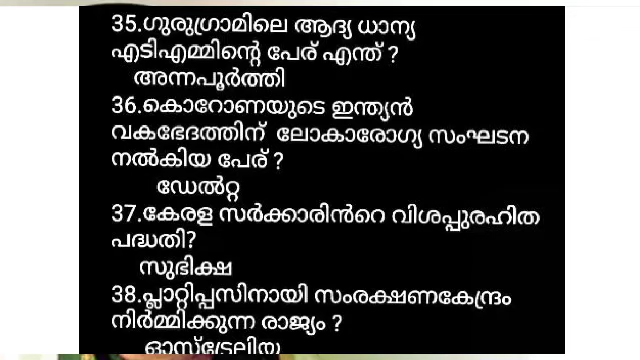 35.ഗുരുഗ്രാമിലെ ആദ്യ ധാന്യ
എടിഎമ്മിന്റെ പേര് എന്ത് ?
അന്നപൂർത്തി
36.കൊറോണയുടെ ഇന്ത്യൻ
വകഭേദത്തിന് ലോകാരോഗ്യ സംഘടന
നൽകിയ പേര് ?
ഡേൽറ്റ
37.കേരള സർക്കാരിൻറെ വിശപ്പുരഹിത
പദ്ധതി?
സുഭിക്ഷ
38.പ്ലാറ്റിപ്പസിനായി സംരക്ഷണകേന്ദ്രം
നിർമ്മിക്കുന്ന രാജ്യം ?
ഓസ്ട്രേലിയ